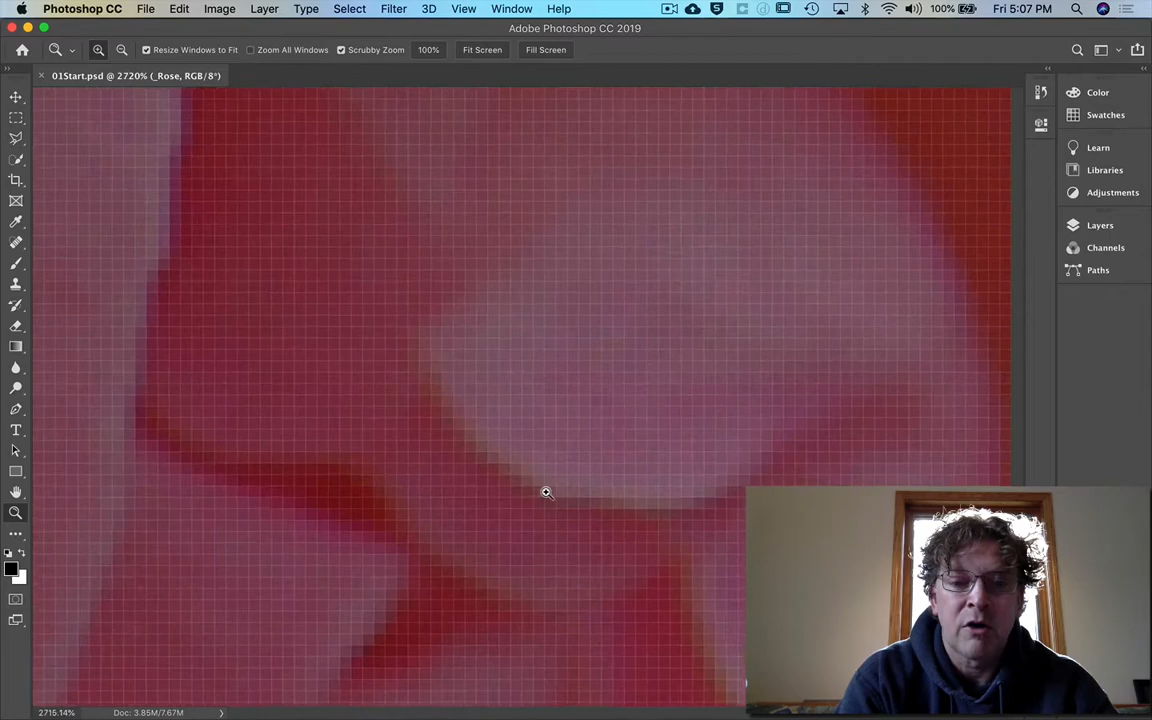 Photoshop CC File Edit Image Layer Type Select Filter 3D View Window Help 100% Fri 5:07 PM
Adobe Photoshop CC 2019
Resize Windows to Fit Zoom All Windows Scrubby Zoom 100% Fit Screen Fill Screen
01Start.psd @ 2720% (_Rose, RGB/8*)
Color
Swatches
Learn
Libraries
Adjustments
Layers
Channels
Paths
2715.14% Doc: 3.85M/7.67M